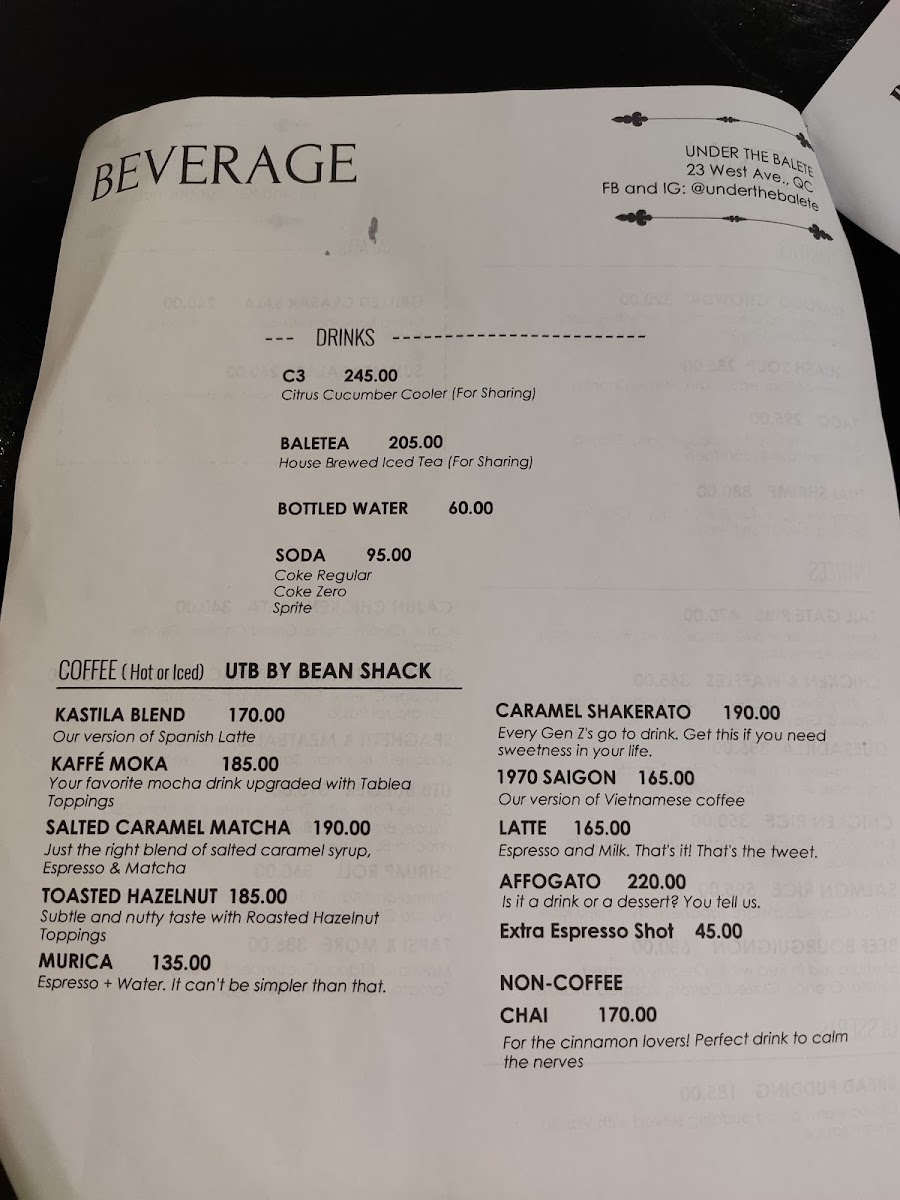 BEVERAGE
UNDER THE BALETE
23 West Ave., QC
FB and IG: @underthebalete
--- DRINKS -------------------------
C3 245.00
Citrus Cucumber Cooler (For Sharing)
BALETEA 205.00
House Brewed Iced Tea (For Sharing)
BOTTLED WATER 60.00
SODA 95.00
Coke Regular
Coke Zero
Sprite
COFFEE ( Hot or Iced) UTB BY BEAN SHACK
KASTILA BLEND 170.00
Our version of Spanish Latte
KAFFÉ MOKA 185.00
Your favorite mocha drink upgraded with Tablea
Toppings
SALTED CARAMEL MATCHA 190.00
Just the right blend of salted caramel syrup,
Espresso & Matcha
TOASTED HAZELNUT 185.00
Subtle and nutty taste with Roasted Hazelnut
Toppings
MURICA 135.00
Espresso + Water. It can't be simpler than that.
CARAMEL SHAKERATO 190.00
Every Gen Z's go to drink. Get this if you need
sweetness in your life.
1970 SAIGON 165.00
Our version of Vietnamese coffee
LATTE 165.00
Espresso and Milk. That's it! That's the tweet.
AFFOGATO 220.00
Is it a drink or a dessert? You tell us.
Extra Espresso Shot 45.00
NON-COFFEE
CHAI 170.00
For the cinnamon lovers! Perfect drink to calm
the nerves